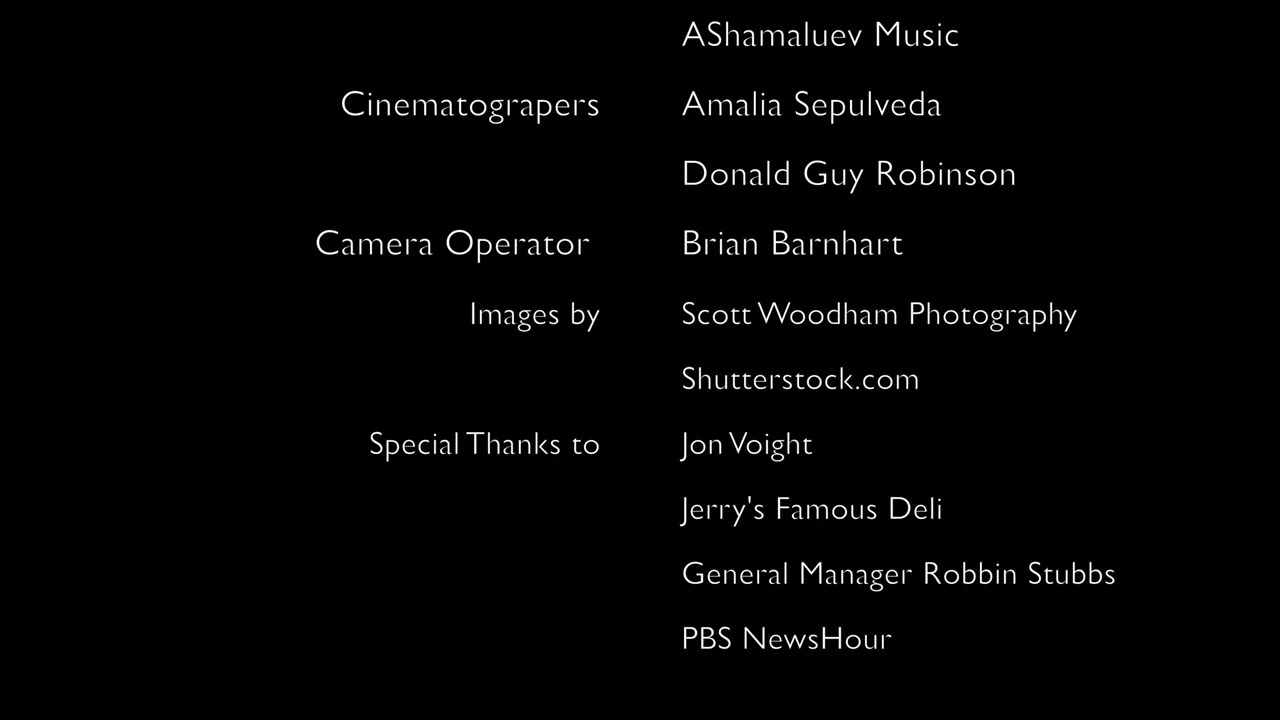 AShamaluev Music
Cinematograpers Amalia Sepulveda
Donald Guy Robinson
Camera Operator Brian Barnhart
Images by Scott Woodham Photography
Shutterstock.com
Special Thanks to Jon Voight
Jerry's Famous Deli
General Manager Robbin Stubbs
PBS NewsHour